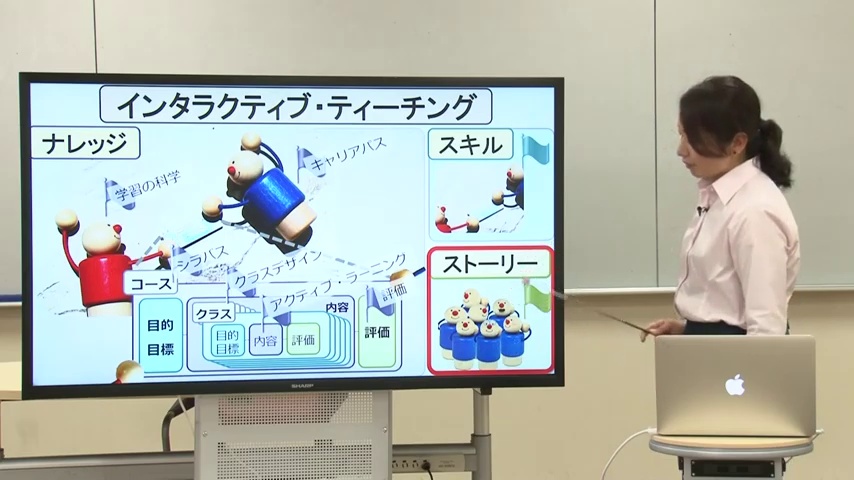 インタラクティブ・ティーチング
ナレッジ
スキル
キャリアパス
学習の科学
シラバス
クラスデザイン
アクティブ・ラーニング
評価
ストーリー
コース
目的
目標
クラス
目的
目標
内容
評価
内容
評価
SHARP